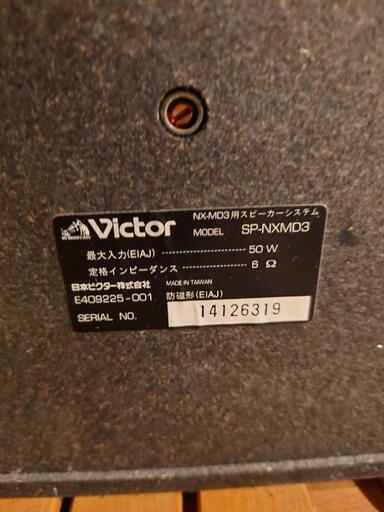 Victor
NX-MD3用スピーカーシステム
MODEL SP-NXMD3
最大入力(EIAJ) 50 W
定格インピーダンス 6 Ω
日本ビクター株式会社 MADE IN TAIWAN
E409225-001 防磁形(EIAJ)
SERIAL NO. 14126319